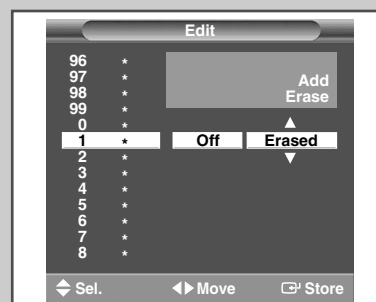 Edit
96 *
97 * Add
98 * Erase
99 *
0 *
1 * Off Erased
2 *
3 *
4 *
5 *
6 *
7 *
8 *
Sel. Move Store